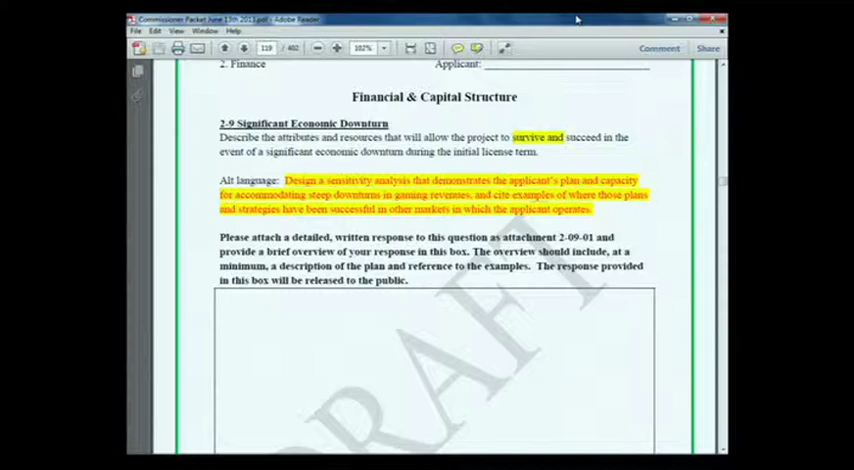 Commissioner Packet June 13th 2013.pdf - Adobe Reader
File Edit View Window Help
119 / 402 102% Comment Share
2. Finance Applicant:
Financial & Capital Structure
2-9 Significant Economic Downturn
Describe the attributes and resources that will allow the project to survive and succeed in the
event of a significant economic downturn during the initial license term.
Alt language: Design a sensitivity analysis that demonstrates the applicant's plan and capacity
for accommodating steep downturns in gaming revenues, and cite examples of where those plans
and strategies have been successful in other markets in which the applicant operates.
Please attach a detailed, written response to this question as attachment 2-09-01 and
provide a brief overview of your response in this box. The overview should include, at a
minimum, a description of the plan and reference to the examples. The response provided
in this box will be released to the public.
DRAFT